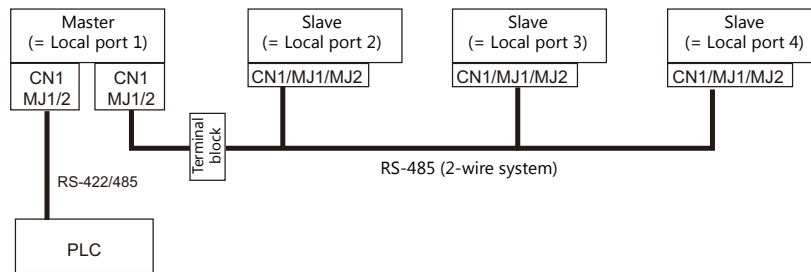 Master
(= Local port 1)
Slave
(= Local port 2)
Slave
(= Local port 3)
Slave
(= Local port 4)
CN1
MJ1/2
CN1
MJ1/2
CN1/MJ1/MJ2
CN1/MJ1/MJ2
CN1/MJ1/MJ2
Terminal
block
RS-485 (2-wire system)
RS-422/485
PLC